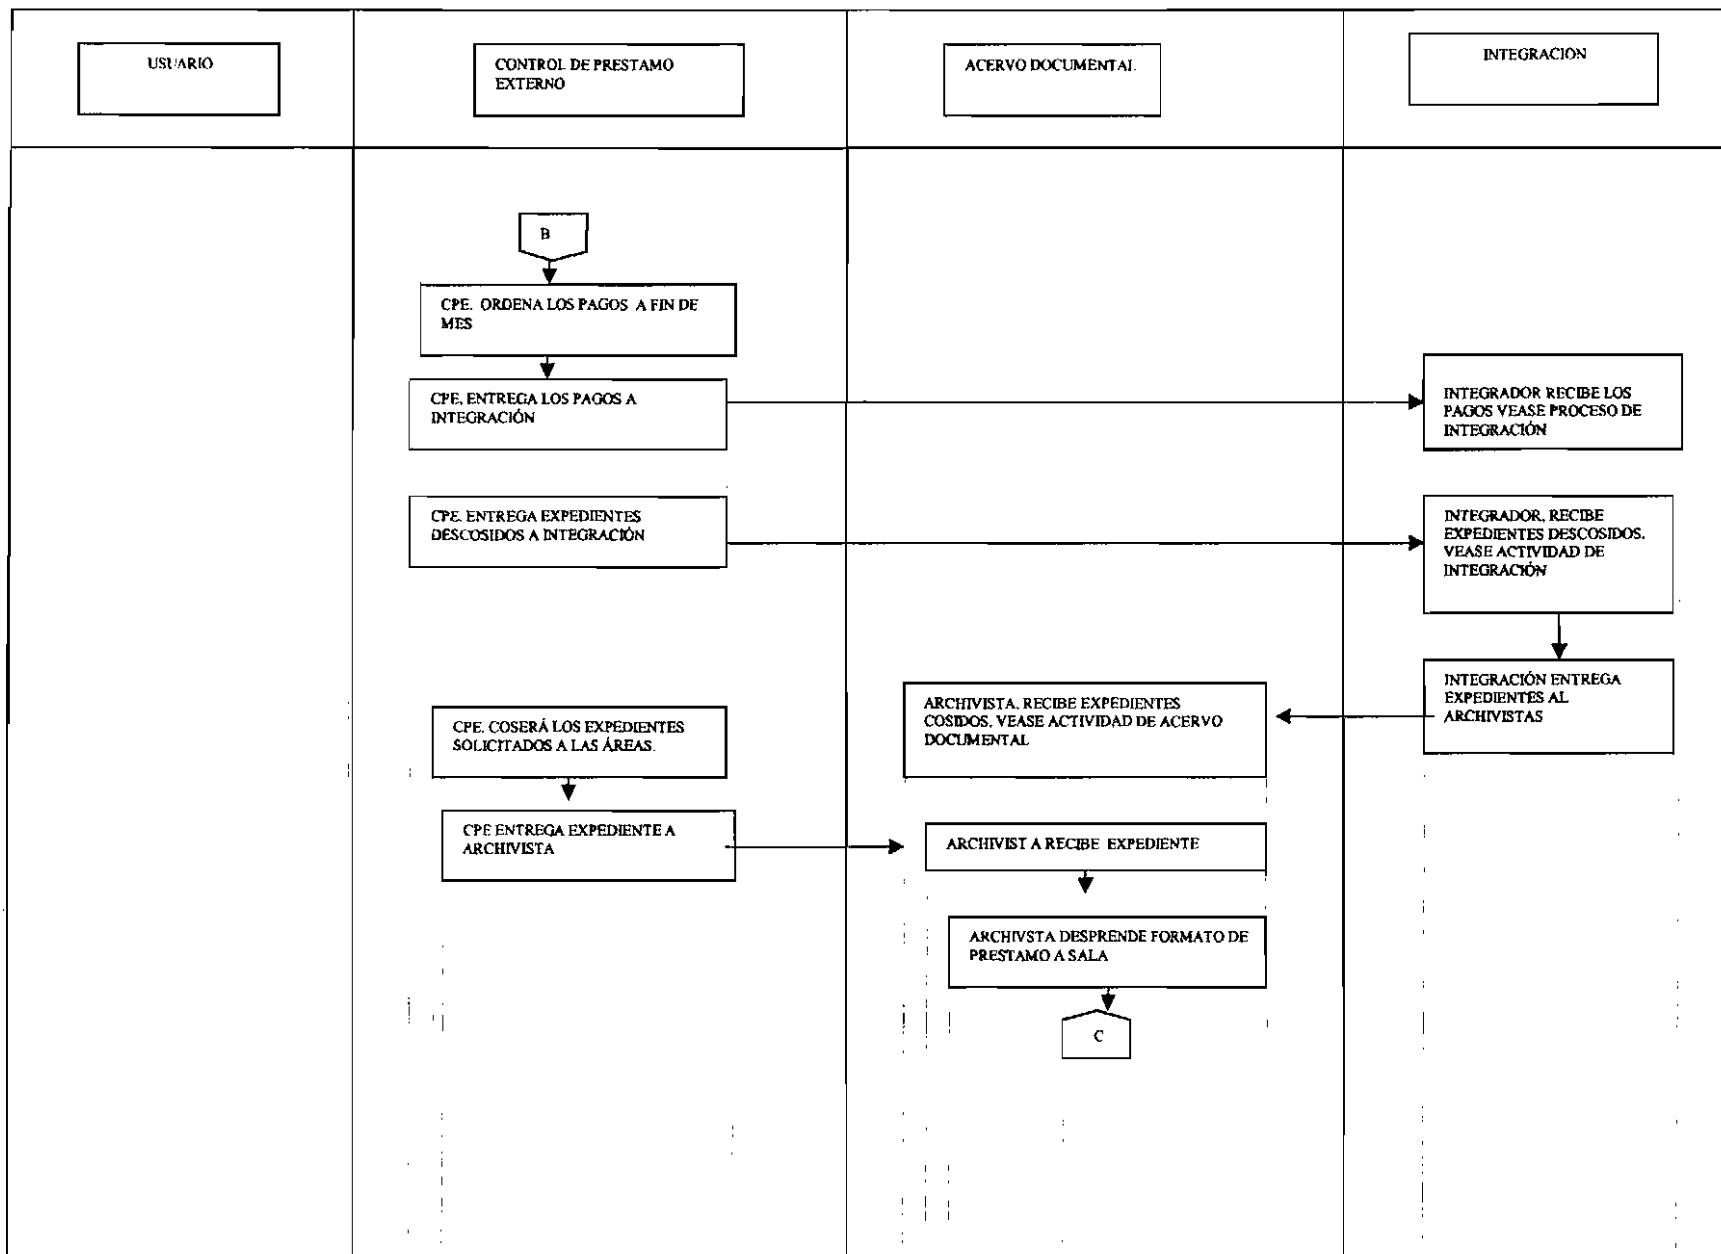 USUARIO
CONTROL DE PRESTAMO
EXTERNO
ACERVO DOCUMENTAL
INTEGRACION
B
CPE. ORDENA LOS PAGOS A FIN DE
MES
CPE. ENTREGA LOS PAGOS A
INTEGRACIÓN
INTEGRADOR RECIBE LOS
PAGOS VEASE PROCESO DE
INTEGRACIÓN
CPE. ENTREGA EXPEDIENTES
DESCOSIDOS A INTEGRACIÓN
INTEGRADOR, RECIBE
EXPEDIENTES DESCOSIDOS.
VEASE ACTIVIDAD DE
INTEGRACIÓN
INTEGRACIÓN ENTREGA
EXPEDIENTES AL
ARCHIVISTAS
ARCHIVISTA. RECIBE EXPEDIENTES
COSIDOS. VEASE ACTIVIDAD DE ACERVO
DOCUMENTAL
CPE. COSERÁ LOS EXPEDIENTES
SOLICITADOS A LAS ÁREAS.
CPE ENTREGA EXPEDIENTE A
ARCHIVISTA
ARCHIVIST A RECIBE EXPEDIENTE
ARCHIVSTA DESPRENDE FORMATO DE
PRESTAMO A SALA
C